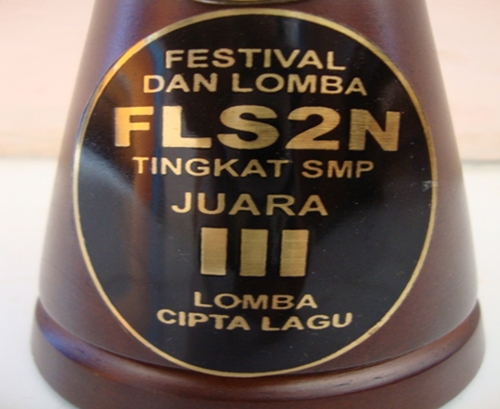 FESTIVAL
DAN LOMBA
FLS2N
TINGKAT SMP
JUARA
III
LOMBA
CIPTA LAGU